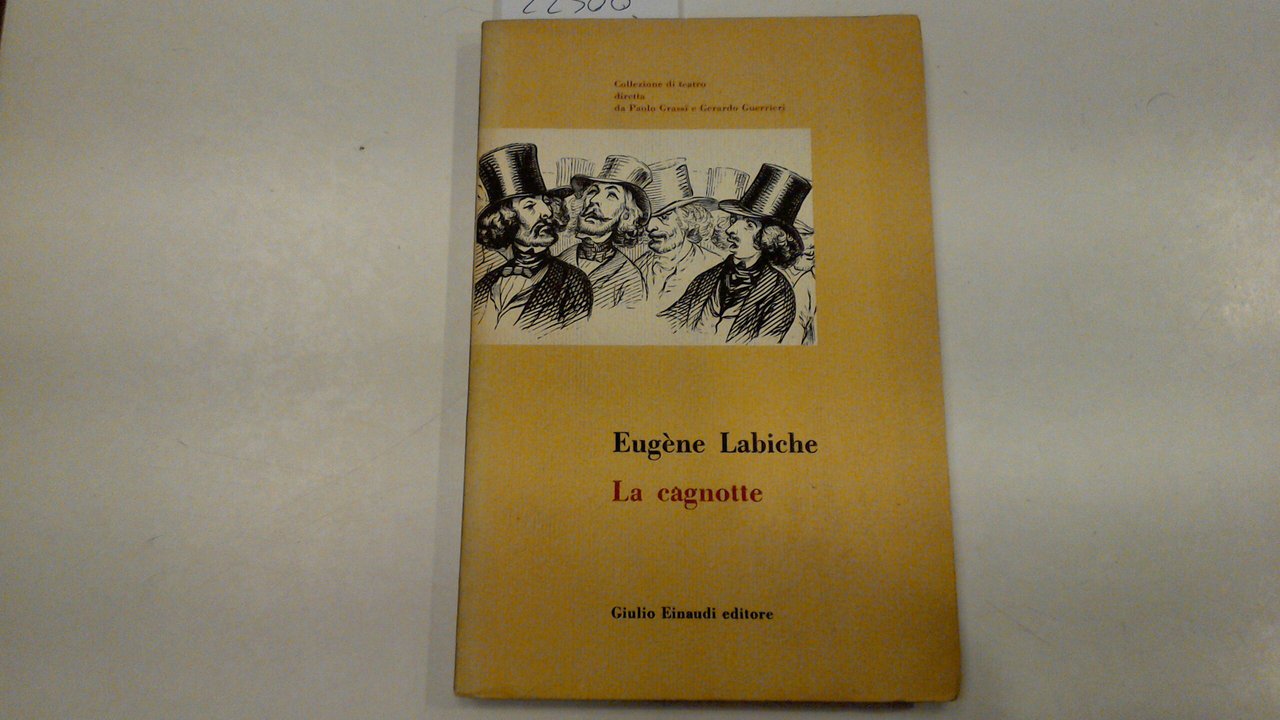 Collezione di teatro
diretta
da Paolo Grassi e Gerardo Guerrieri
Eugène Labiche
La cagnotte
Giulio Einaudi editore